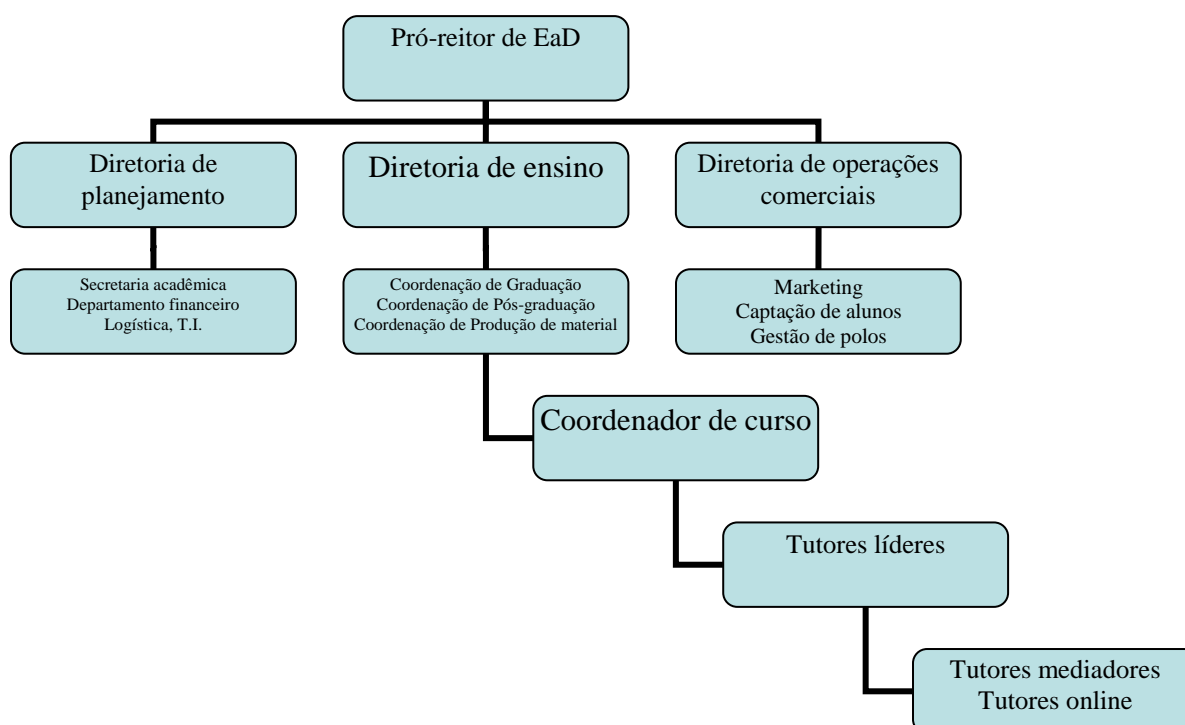 Pró-reitor de EaD
Diretoria de
planejamento
Diretoria de ensino
Diretoria de operações
comerciais
Secretaria acadêmica
Departamento financeiro
Logística, T.I.
Coordenação de Graduação
Coordenação de Pós-graduação
Coordenação de Produção de material
Marketing
Captação de alunos
Gestão de polos
Coordenador de curso
Tutores líderes
Tutores mediadores
Tutores online